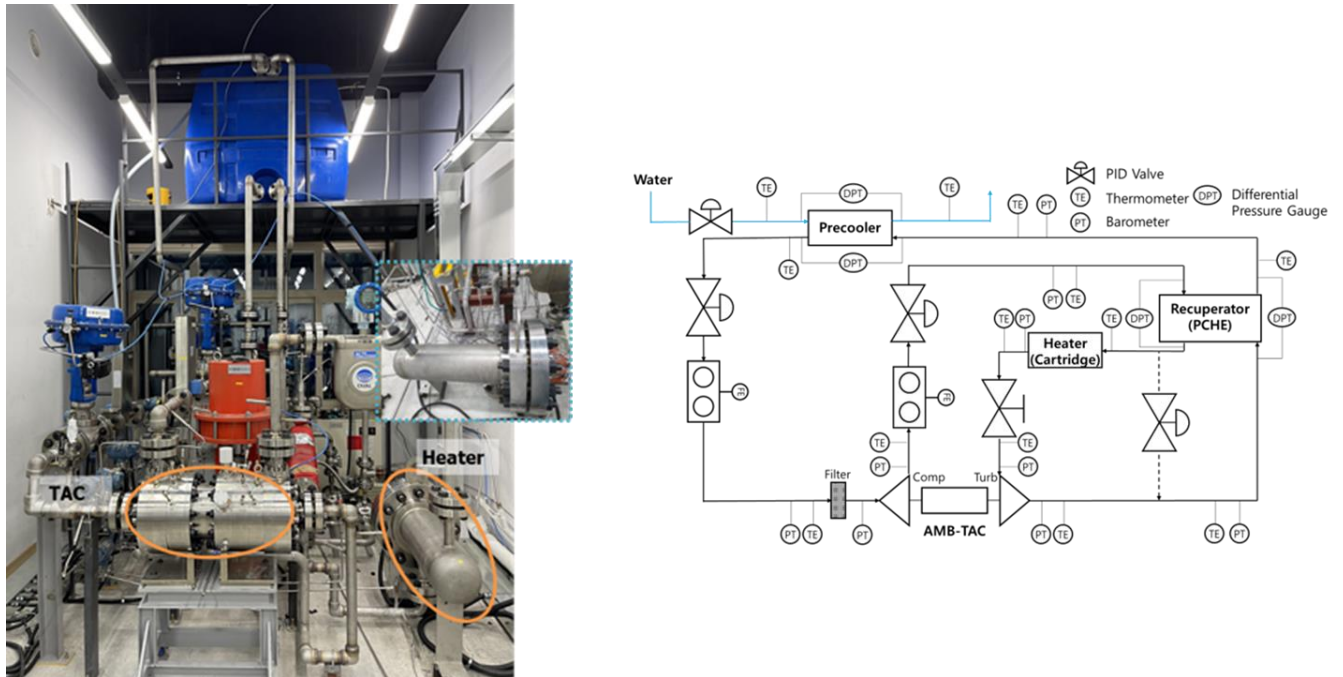 TAC
Heater
Water
TE
DPT
TE
Precooler
DPT
TE
TE
PT
PID Valve
TE
Thermometer
PT
Barometer
DPT
Differential
Pressure Gauge
TE
PT
TE
TE
PT
TE
DPT
Recuperator
(PCHE)
DPT
Heater
(Cartridge)
FE
FE
TE
PT
TE
PT
Filter
Comp
Turb
AMB-TAC
PT
TE
PT
PT
TE
TE
PT